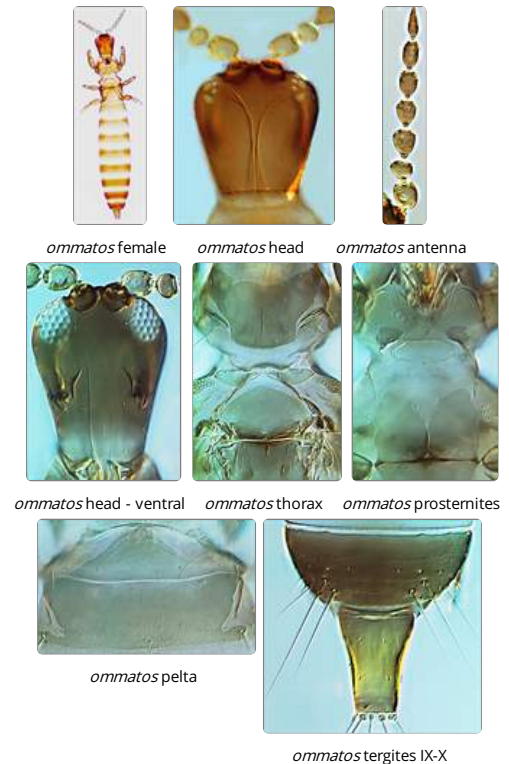 ommatos female
ommatos head
ommatos antenna
ommatos head - ventral
ommatos thorax
ommatos prosternites
ommatos pelta
ommatos tergites IX-X